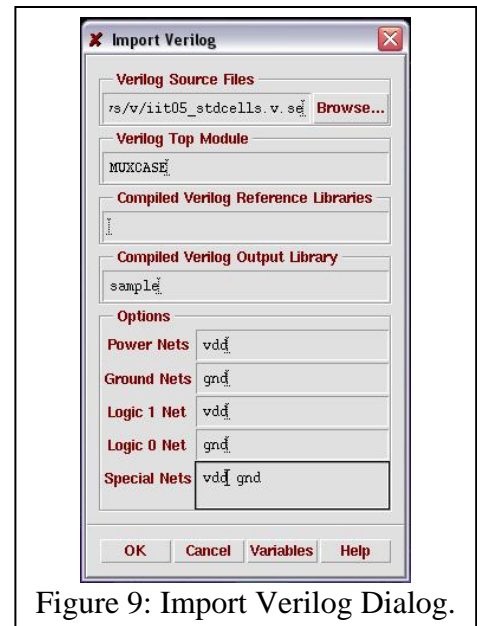 Import Verilog
Verilog Source Files
rs/v/iit05_stdcells.v.se Browse...
Verilog Top Module
MUXCASE
Compiled Verilog Reference Libraries
Compiled Verilog Output Library
sample
Options
Power Nets vdd
Ground Nets gnd
Logic 1 Net vdd
Logic 0 Net gnd
Special Nets vdd gnd
OK Cancel Variables Help
Figure 9: Import Verilog Dialog.